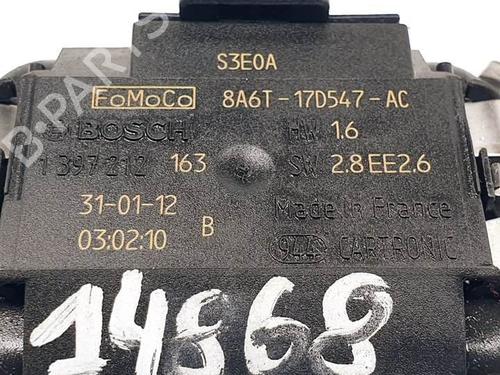 S3E0A
FoMoCo 8A6T-17D547-AC
BOSCH HW 1.6
1 397 212 163 SW 2.8EE2.6
31-01-12 Made in France
03:02:10 B CARTRONIC
14868
B-PARTS